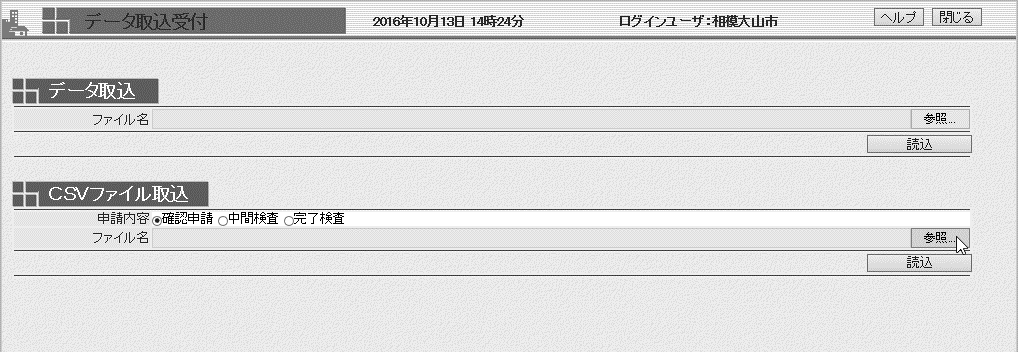 データ取込受付 2016年10月13日 14時24分 ログインユーザ:相模大山市 ヘルプ 閉じる
データ取込
ファイル名 参照...
読込
CSVファイル取込
申請内容 確認申請 中間検査 完了検査
ファイル名 参照...
読込